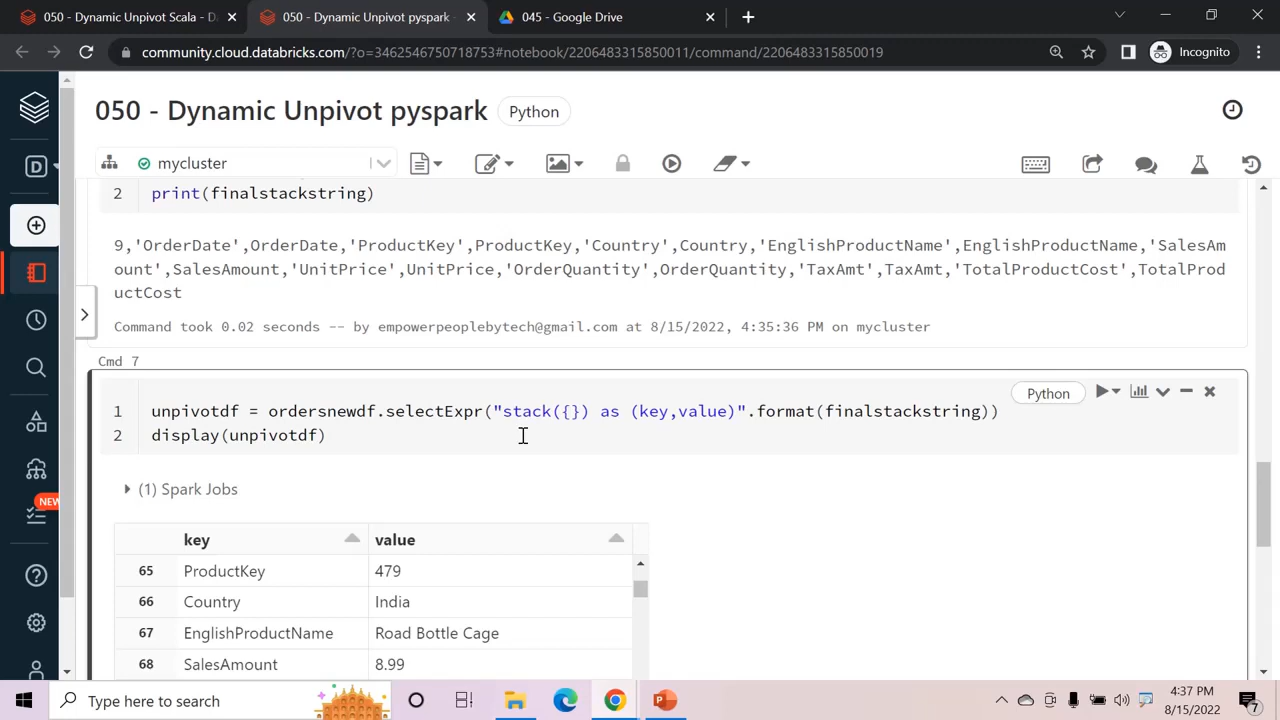 050 - Dynamic Unpivot Scala - D
050 - Dynamic Unpivot pyspark -
045 - Google Drive
community.cloud.databricks.com/?o=3462546750718753#notebook/2206483315850011/command/2206483315850019
Incognito
050 - Dynamic Unpivot pyspark
Python
mycluster
2 print(finalstackstring)
9,'OrderDate',OrderDate,'ProductKey',ProductKey,'Country',Country,'EnglishProductName',EnglishProductName,'SalesAm
ount',SalesAmount,'UnitPrice',UnitPrice,'OrderQuantity',OrderQuantity,'TaxAmt',TaxAmt,'TotalProductCost',TotalProd
uctCost
Command took 0.02 seconds -- by empowerpeoplebytech@gmail.com at 8/15/2022, 4:35:36 PM on mycluster
Cmd 7
Python
1 unpivotdf = ordersnewdf.selectExpr("stack({}) as (key,value)".format(finalstackstring))
2 display(unpivotdf)
(1) Spark Jobs
key value
65 ProductKey 479
66 Country India
67 EnglishProductName Road Bottle Cage
68 SalesAmount 8.99
D
NEW
Type here to search
4:37 PM
8/15/2022
7